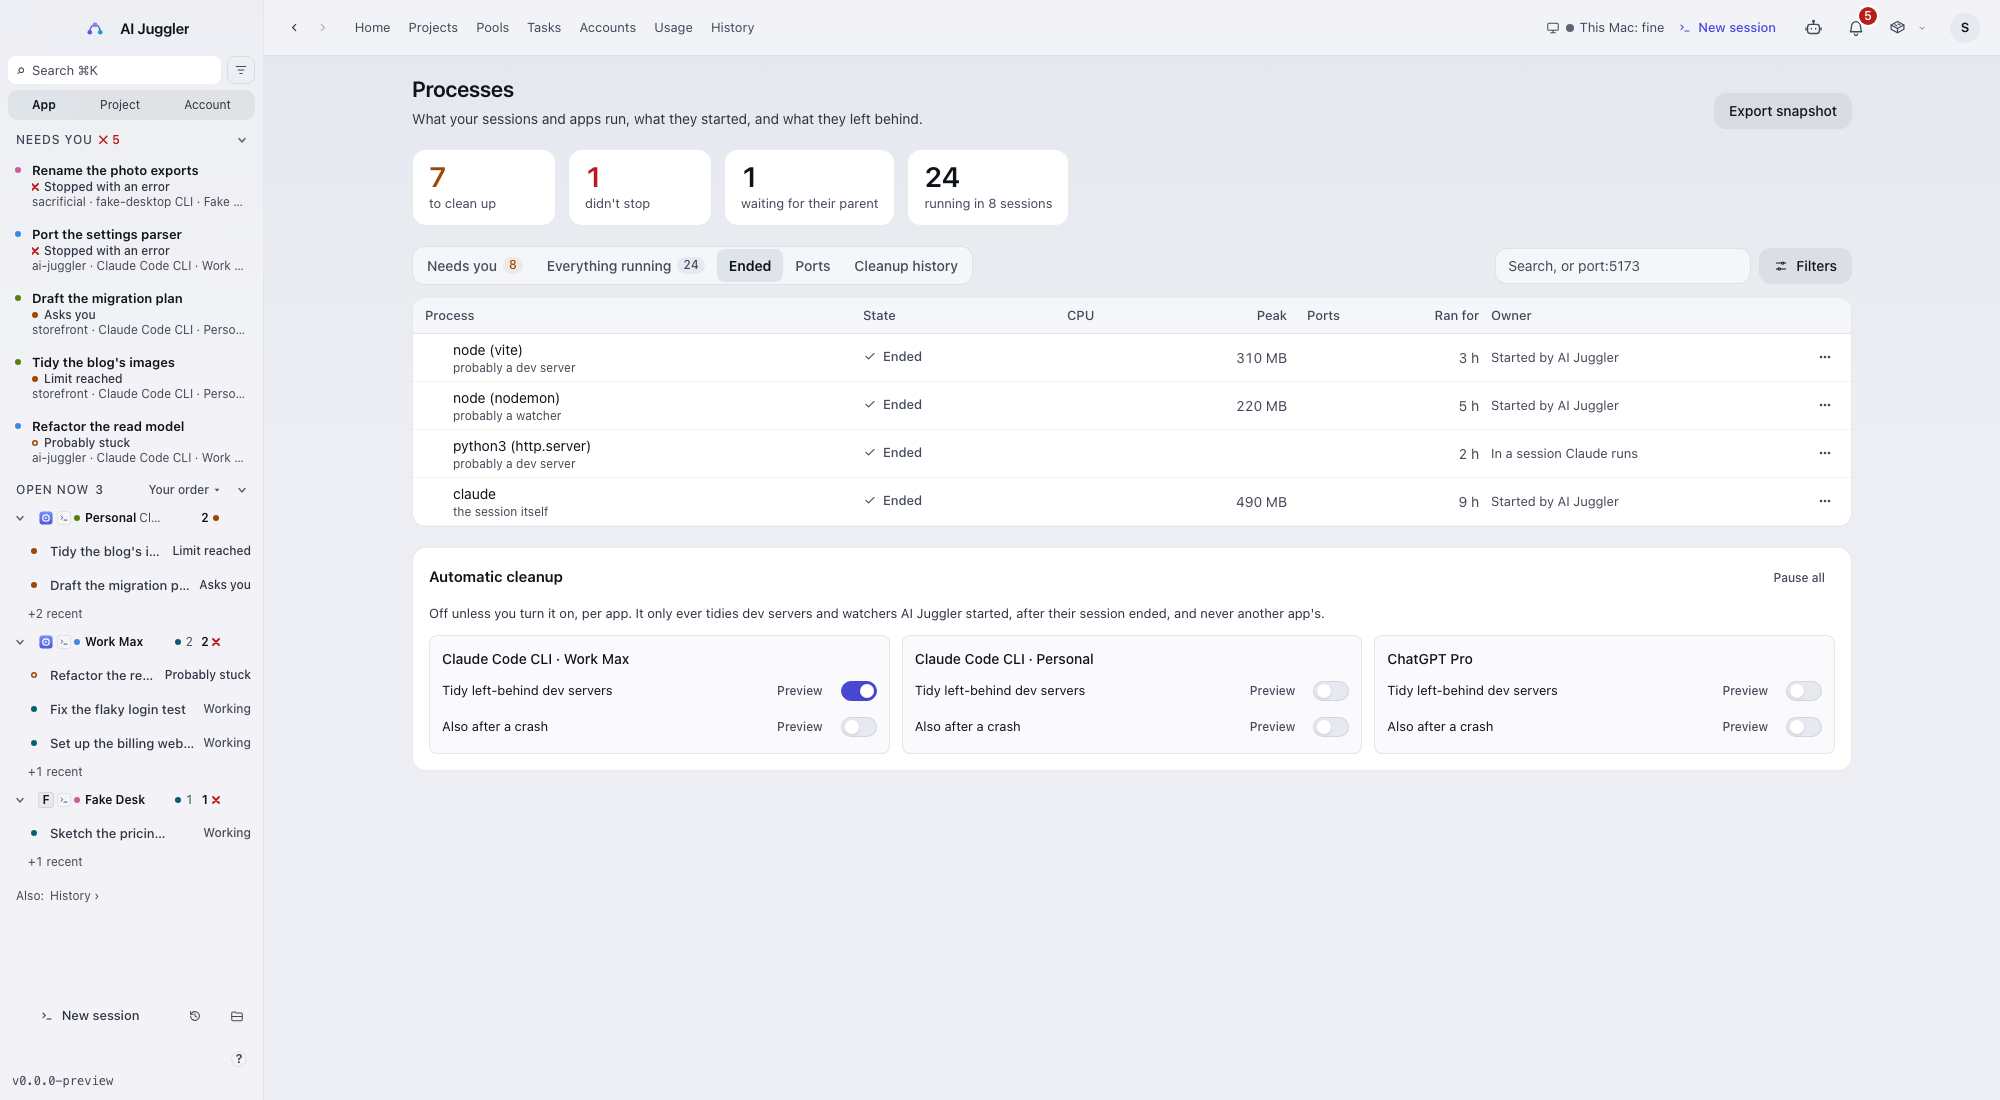 AI Juggler
Search ⌘K
App Project Account
NEEDS YOU 5
Rename the photo exports
Stopped with an error
sacrificial · fake-desktop CLI · Fake ...
Port the settings parser
Stopped with an error
ai-juggler · Claude Code CLI · Work ...
Draft the migration plan
Asks you
storefront · Claude Code CLI · Perso...
Tidy the blog's images
Limit reached
storefront · Claude Code CLI · Perso...
Refactor the read model
Probably stuck
ai-juggler · Claude Code CLI · Work ...
OPEN NOW 3 Your order
Personal Cl... 2
Tidy the blog's i... Limit reached
Draft the migration p... Asks you
+2 recent
Work Max 2 2
Refactor the re... Probably stuck
Fix the flaky login test Working
Set up the billing web... Working
+1 recent
F Fake Desk 1 1
Sketch the pricin... Working
+1 recent
Also: History ›
New session
?
v0.0.0-preview
Home Projects Pools Tasks Accounts Usage History
This Mac: fine New session 5 S
Processes
What your sessions and apps run, what they started, and what they left behind.
Export snapshot
7
to clean up
1
didn't stop
1
waiting for their parent
24
running in 8 sessions
Needs you 8 Everything running 24 Ended Ports Cleanup history
Search, or port:5173 Filters
Process State CPU Peak Ports Ran for Owner
node (vite)
probably a dev server
Ended 310 MB 3 h Started by AI Juggler ...
node (nodemon)
probably a watcher
Ended 220 MB 5 h Started by AI Juggler ...
python3 (http.server)
probably a dev server
Ended 2 h In a session Claude runs ...
claude
the session itself
Ended 490 MB 9 h Started by AI Juggler ...
Automatic cleanup
Pause all
Off unless you turn it on, per app. It only ever tidies dev servers and watchers AI Juggler started, after their session ended, and never another app's.
Claude Code CLI · Work Max
Tidy left-behind dev servers Preview
Also after a crash Preview
Claude Code CLI · Personal
Tidy left-behind dev servers Preview
Also after a crash Preview
ChatGPT Pro
Tidy left-behind dev servers Preview
Also after a crash Preview